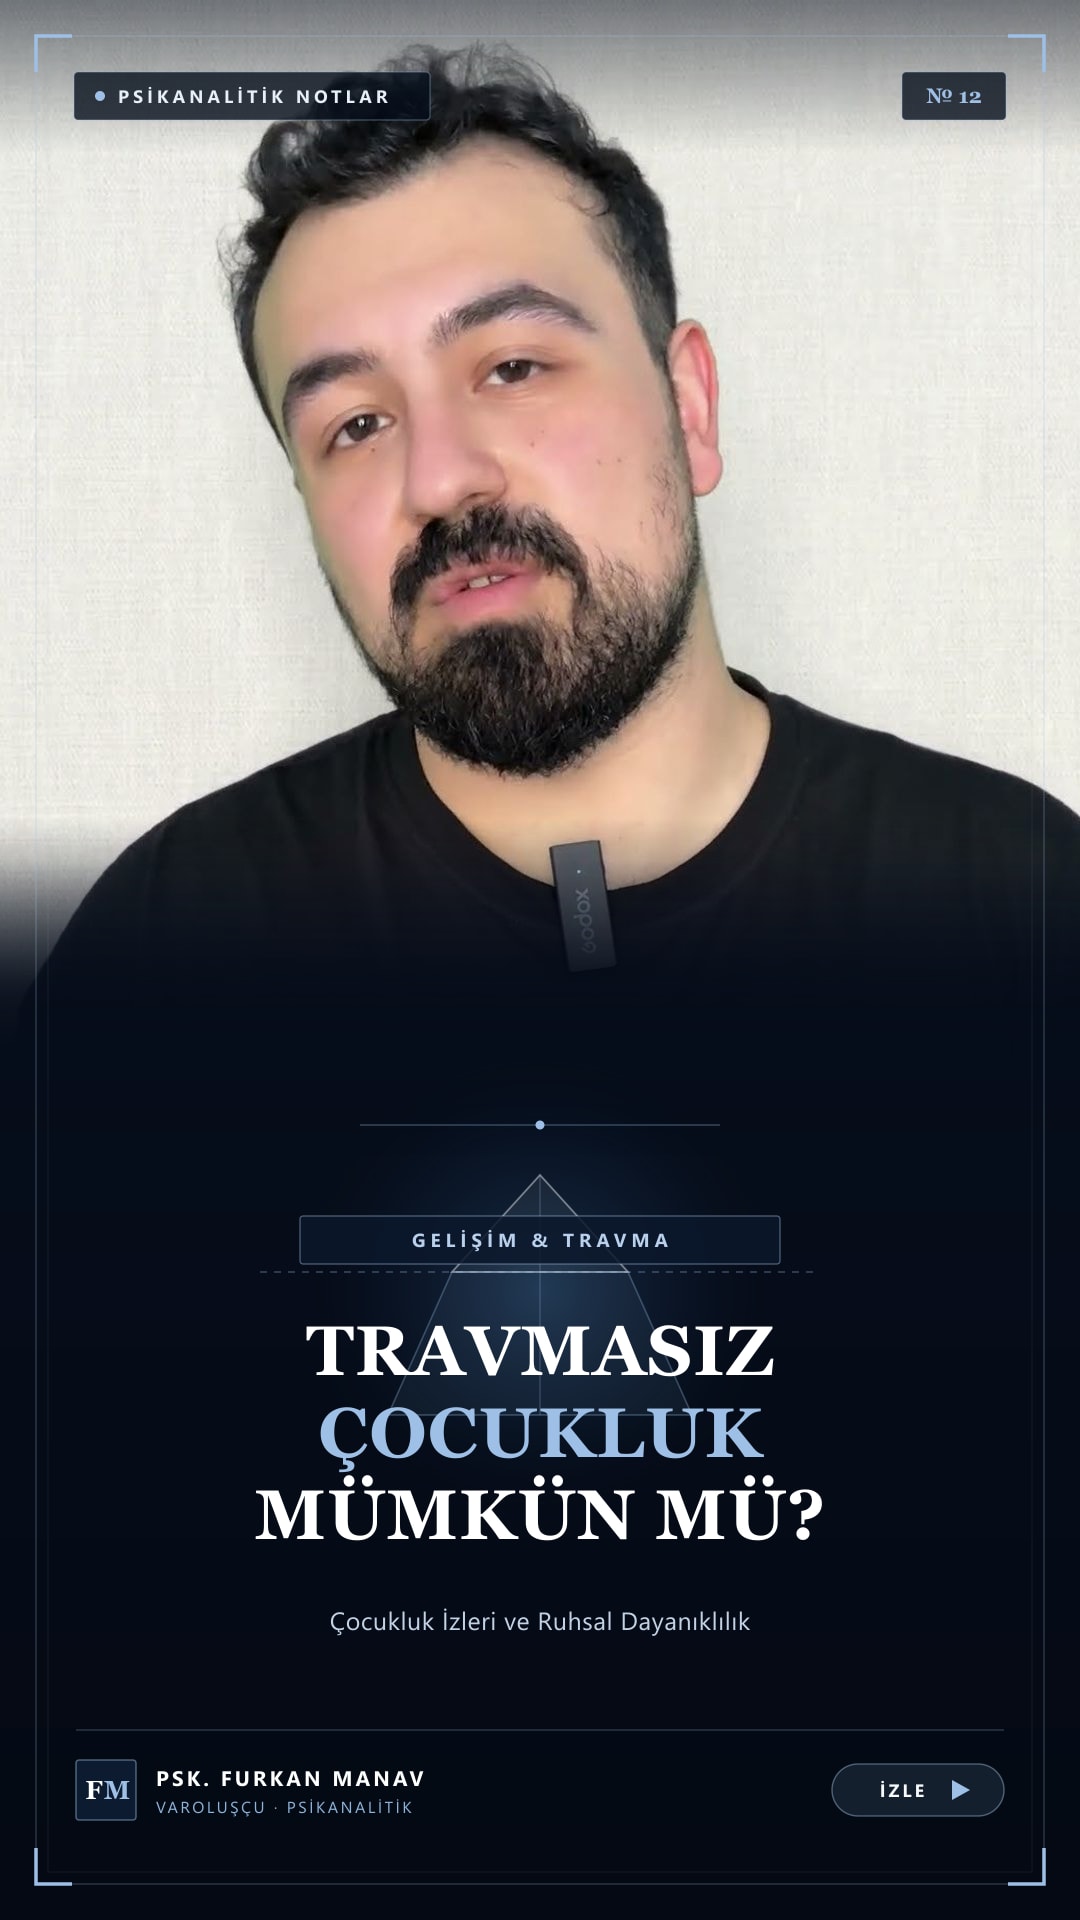 PSİKANALİTİK NOTLAR
№ 12
Godox
GELİŞİM & TRAVMA
TRAVMASIZ
ÇOCUKLUK
MÜMKÜN MÜ?
Çocukluk İzleri ve Ruhsal Dayanıklılık
FM
PSK. FURKAN MANAV
VAROLUŞÇU · PSİKANALİTİK
İZLE